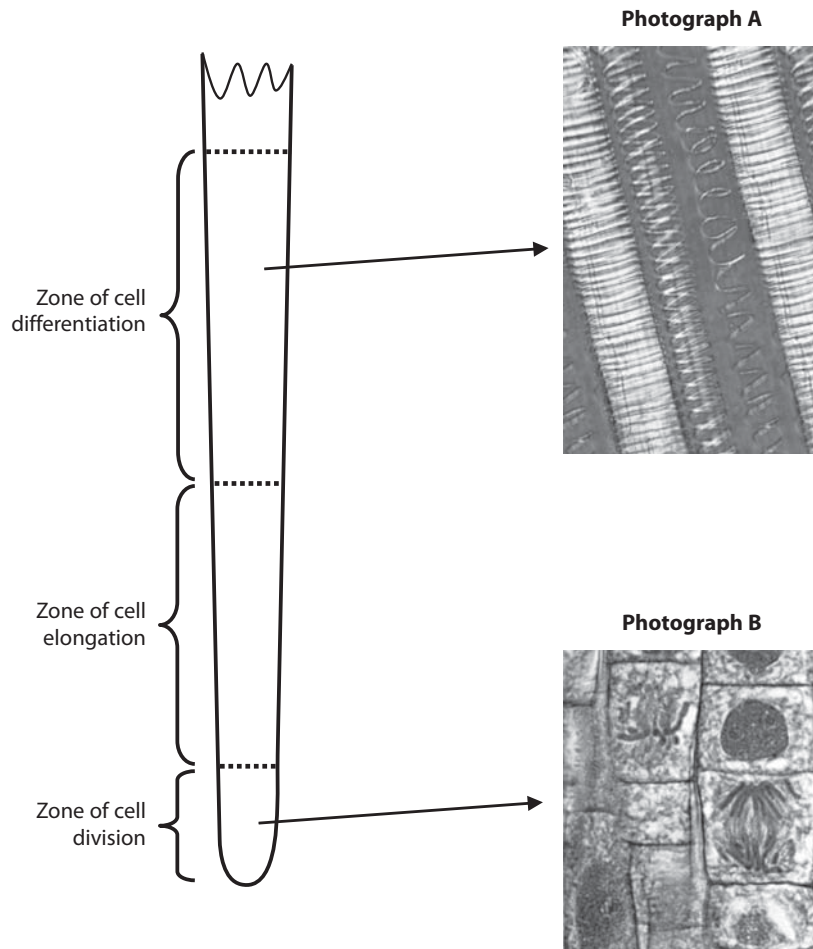 Photograph A
Zone of cell
differentiation
Zone of cell
elongation
Photograph B
Zone of cell
division